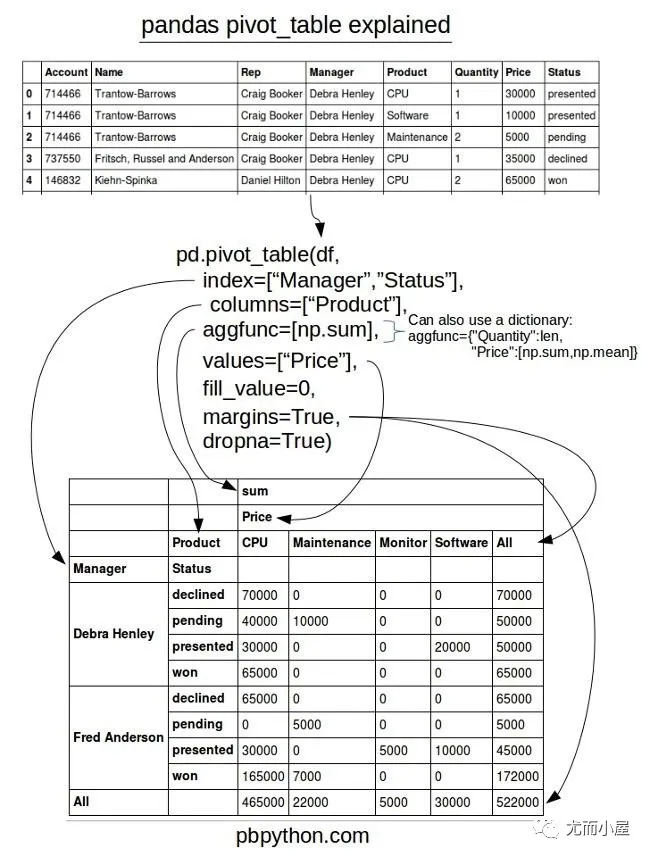 pandas pivot_table explained
Account Name Rep Manager Product Quantity Price Status
0 714466 Trantow-Barrows Craig Booker Debra Henley CPU 1 30000 presented
1 714466 Trantow-Barrows Craig Booker Debra Henley Software 1 10000 presented
2 714466 Trantow-Barrows Craig Booker Debra Henley Maintenance 2 5000 pending
3 737550 Fritsch, Russel and Anderson Craig Booker Debra Henley CPU 1 35000 declined
4 146832 Kiehn-Spinka Daniel Hilton Debra Henley CPU 2 65000 won
pd.pivot_table(df,
index=[“Manager”,”Status”],
columns=[“Product”],
aggfunc=[np.sum],
Can also use a dictionary:
aggfunc={"Quantity":len,
"Price":[np.sum,np.mean]}
values=[“Price”],
fill_value=0,
margins=True,
dropna=True)
sum
Price
Product CPU Maintenance Monitor Software All
Manager Status
Debra Henley
declined 70000 0 0 0 70000
pending 40000 10000 0 0 50000
presented 30000 0 0 20000 50000
won 65000 0 0 0 65000
Fred Anderson
declined 65000 0 0 0 65000
pending 0 5000 0 0 5000
presented 30000 0 5000 10000 45000
won 165000 7000 0 0 172000
All 465000 22000 5000 30000 522000
pbpython.com
尤而小屋